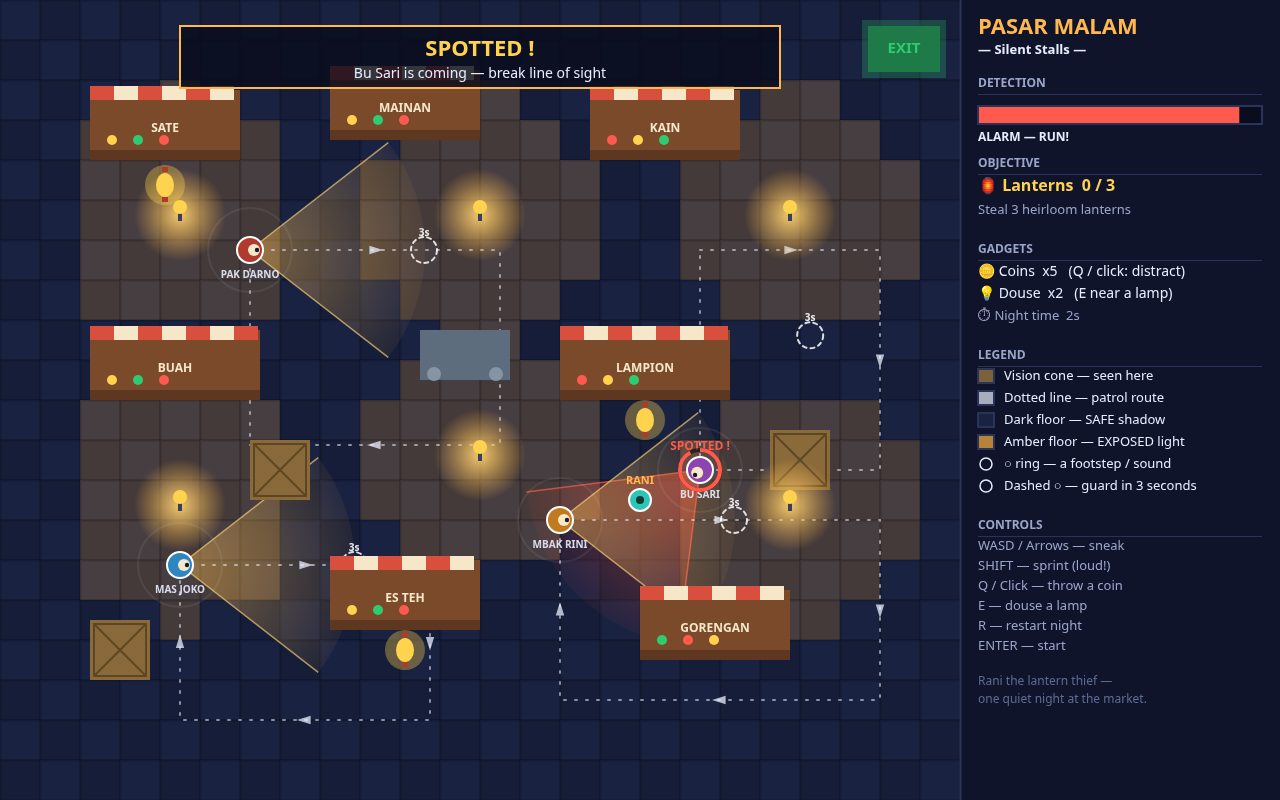 SPOTTED !
Bu Sari is coming — break line of sight
EXIT
SATE
MAINAN
KAIN
3s
PAK DARNO
3s
BUAH
LAMPION
SPOTTED !
RANI
BU SARI
3s
MBAK RINI
3s
MAS JOKO
ES TEH
GORENGAN
PASAR MALAM
— Silent Stalls —
DETECTION
ALARM — RUN!
OBJECTIVE
🏮 Lanterns 0 / 3
Steal 3 heirloom lanterns
GADGETS
🪙 Coins x5 (Q / click: distract)
💡 Douse x2 (E near a lamp)
⏱ Night time 2s
LEGEND
Vision cone — seen here
Dotted line — patrol route
Dark floor — SAFE shadow
Amber floor — EXPOSED light
○ ring — a footstep / sound
Dashed ○ — guard in 3 seconds
CONTROLS
WASD / Arrows — sneak
SHIFT — sprint (loud!)
Q / Click — throw a coin
E — douse a lamp
R — restart night
ENTER — start
Rani the lantern thief —
one quiet night at the market.